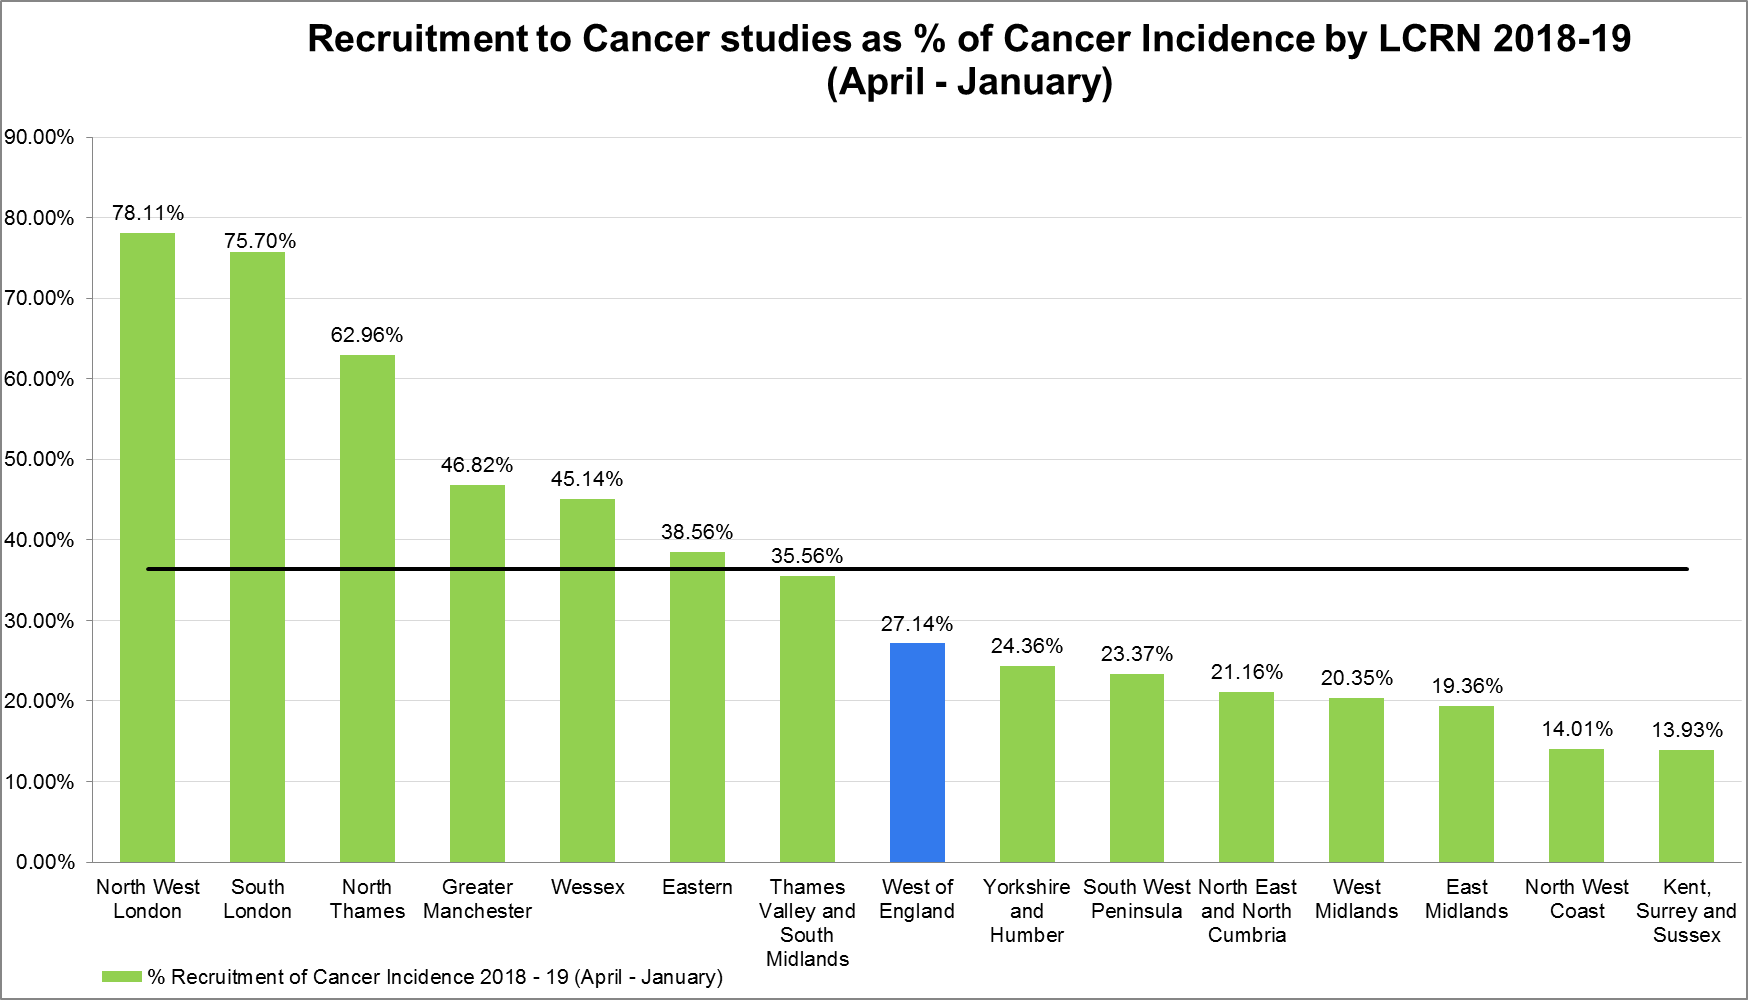 Recruitment to Cancer studies as % of Cancer Incidence by LCRN 2018-19
(April - January)
90.00%
80.00%
70.00%
60.00%
50.00%
40.00%
30.00%
20.00%
10.00%
0.00%
78.11%
75.70%
62.96%
46.82%
45.14%
38.56%
35.56%
27.14%
24.36%
23.37%
21.16%
20.35%
19.36%
14.01%
13.93%
North West
London
South
London
North
Thames
Greater
Manchester
Wessex
Eastern
Thames
Valley and
South
Midlands
West of
England
Yorkshire
and
Humber
South West
Peninsula
North East
and North
Cumbria
West
Midlands
East
Midlands
North West
Coast
Kent,
Surrey and
Sussex
% Recruitment of Cancer Incidence 2018 - 19 (April - January)